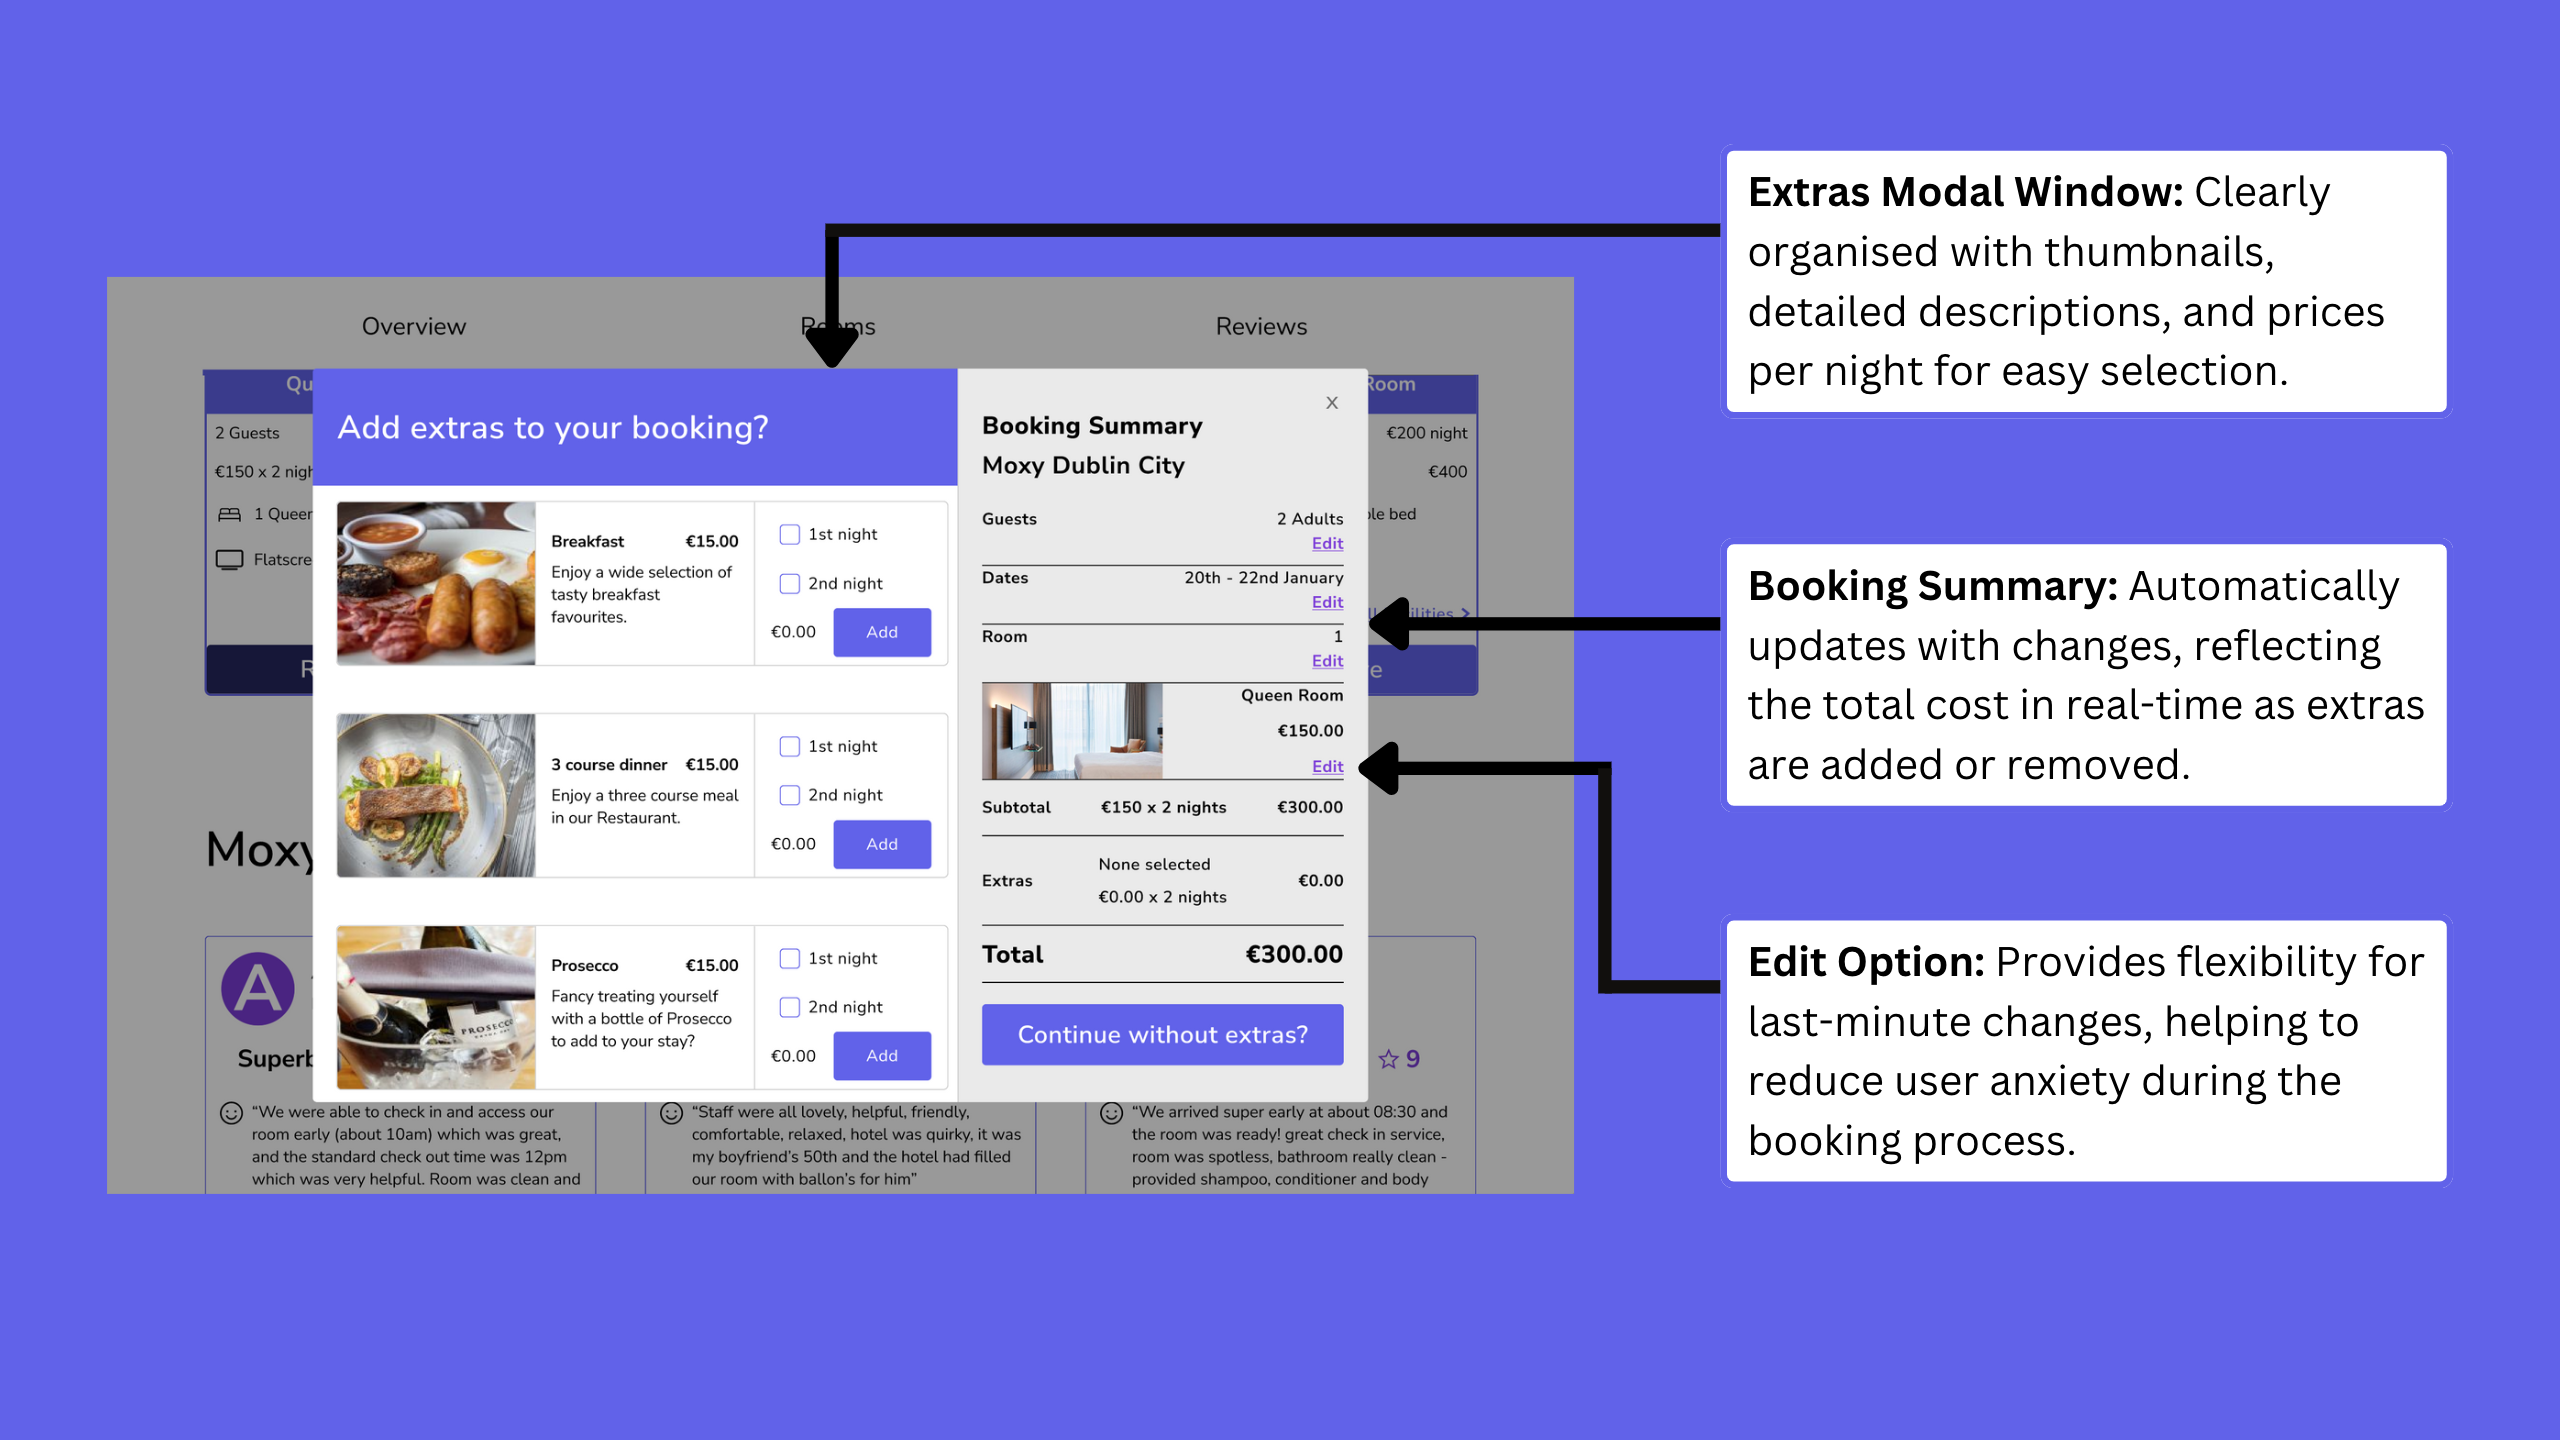 Overview
Rooms
Reviews
Qu
2 Guests
€150 x 2 nigh
1 Queen
Flatscre
R
Moxy
A
Superb
Room
€200 night
€400
ble bed
ilities >
e
9
Add extras to your booking?
Breakfast €15.00
Enjoy a wide selection of
tasty breakfast
favourites.
1st night
2nd night
€0.00 Add
3 course dinner €15.00
Enjoy a three course meal
in our Restaurant.
1st night
2nd night
€0.00 Add
PROSECCO
Prosecco €15.00
Fancy treating yourself
with a bottle of Prosecco
to add to your stay?
1st night
2nd night
€0.00 Add
x
Booking Summary
Moxy Dublin City
Guests 2 Adults
Edit
Dates 20th - 22nd January
Edit
Room 1
Edit
Queen Room
€150.00
Edit
Subtotal €150 x 2 nights €300.00
None selected
Extras €0.00
€0.00 x 2 nights
Total €300.00
Continue without extras?
“We were able to check in and access our
room early (about 10am) which was great,
and the standard check out time was 12pm
which was very helpful. Room was clean and
“Staff were all lovely, helpful, friendly,
comfortable, relaxed, hotel was quirky, it was
my boyfriend’s 50th and the hotel had filled
our room with ballon’s for him”
“We arrived super early at about 08:30 and
the room was ready! great check in service,
room was spotless, bathroom really clean -
provided shampoo, conditioner and body
Extras Modal Window: Clearly
organised with thumbnails,
detailed descriptions, and prices
per night for easy selection.
Booking Summary: Automatically
updates with changes, reflecting
the total cost in real-time as extras
are added or removed.
Edit Option: Provides flexibility for
last-minute changes, helping to
reduce user anxiety during the
booking process.